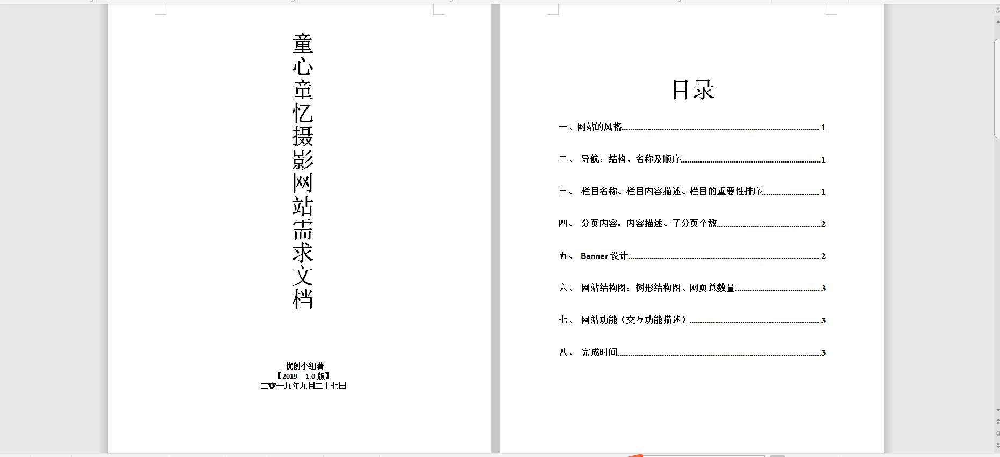 童心童忆摄影网站需求文档
优创小组著
【2019 1.0版】
二零一九年九月二十七日
目录
一、网站的风格 1
二、 导航：结构、名称及顺序 1
三、 栏目名称、栏目内容描述、栏目的重要性排序 1
四、 分页内容：内容描述、子分页个数 2
五、 Banner 设计 2
六、 网站结构图：树形结构图、网页总数量 3
七、 网站功能（交互功能描述） 3
八、 完成时间 3